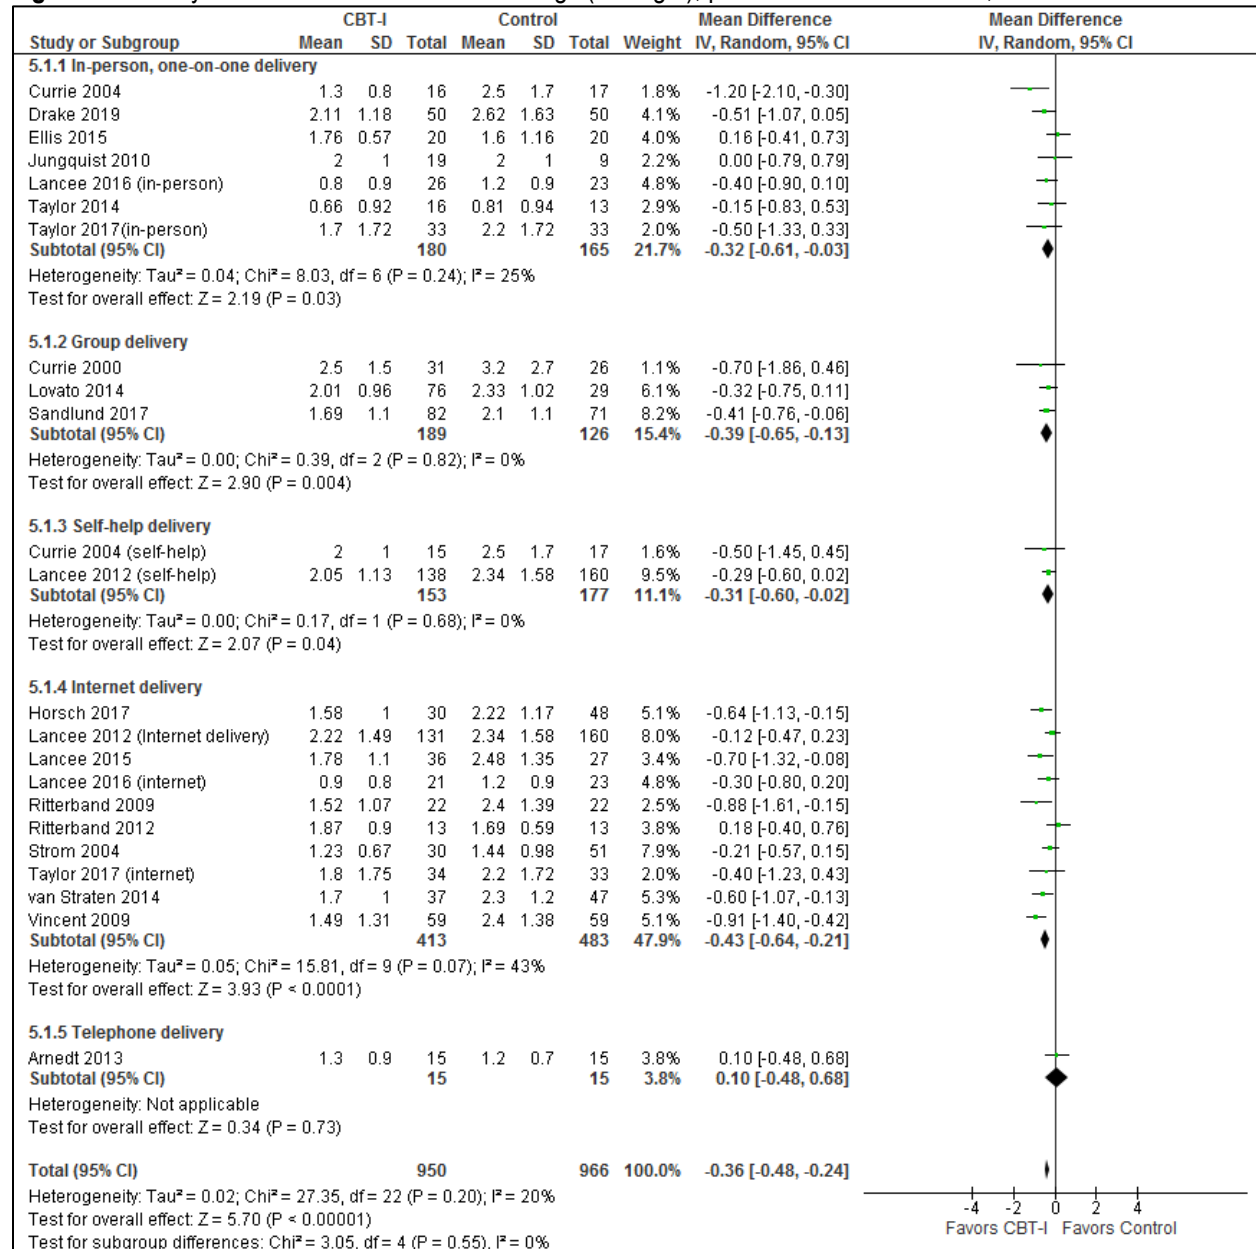 CBT-I Control Mean Difference Mean Difference
Study or Subgroup Mean SD Total Mean SD Total Weight IV, Random, 95% CI IV, Random, 95% CI
5.1.1 In-person, one-on-one delivery
Currie 2004 1.3 0.8 16 2.5 1.7 17 1.8% -1.20 [-2.10, -0.30]
Drake 2019 2.11 1.18 50 2.62 1.63 50 4.1% -0.51 [-1.07, 0.05]
Ellis 2015 1.76 0.57 20 1.6 1.16 20 4.0% 0.16 [-0.41, 0.73]
Jungquist 2010 2 1 19 2 1 9 2.2% 0.00 [-0.79, 0.79]
Lancee 2016 (in-person) 0.8 0.9 26 1.2 0.9 23 4.8% -0.40 [-0.90, 0.10]
Taylor 2014 0.66 0.92 16 0.81 0.94 13 2.9% -0.15 [-0.83, 0.53]
Taylor 2017(in-person) 1.7 1.72 33 2.2 1.72 33 2.0% -0.50 [-1.33, 0.33]
Subtotal (95% CI) 180 165 21.7% -0.32 [-0.61, -0.03]
Heterogeneity: Tau² = 0.04; Chi² = 8.03, df = 6 (P = 0.24); I² = 25%
Test for overall effect: Z = 2.19 (P = 0.03)
5.1.2 Group delivery
Currie 2000 2.5 1.5 31 3.2 2.7 26 1.1% -0.70 [-1.86, 0.46]
Lovato 2014 2.01 0.96 76 2.33 1.02 29 6.1% -0.32 [-0.75, 0.11]
Sandlund 2017 1.69 1.1 82 2.1 1.1 71 8.2% -0.41 [-0.76, -0.06]
Subtotal (95% CI) 189 126 15.4% -0.39 [-0.65, -0.13]
Heterogeneity: Tau² = 0.00; Chi² = 0.39, df = 2 (P = 0.82); I² = 0%
Test for overall effect: Z = 2.90 (P = 0.004)
5.1.3 Self-help delivery
Currie 2004 (self-help) 2 1 15 2.5 1.7 17 1.6% -0.50 [-1.45, 0.45]
Lancee 2012 (self-help) 2.05 1.13 138 2.34 1.58 160 9.5% -0.29 [-0.60, 0.02]
Subtotal (95% CI) 153 177 11.1% -0.31 [-0.60, -0.02]
Heterogeneity: Tau² = 0.00; Chi² = 0.17, df = 1 (P = 0.68); I² = 0%
Test for overall effect: Z = 2.07 (P = 0.04)
5.1.4 Internet delivery
Horsch 2017 1.58 1 30 2.22 1.17 48 5.1% -0.64 [-1.13, -0.15]
Lancee 2012 (Internet delivery) 2.22 1.49 131 2.34 1.58 160 8.0% -0.12 [-0.47, 0.23]
Lancee 2015 1.78 1.1 36 2.48 1.35 27 3.4% -0.70 [-1.32, -0.08]
Lancee 2016 (internet) 0.9 0.8 21 1.2 0.9 23 4.8% -0.30 [-0.80, 0.20]
Ritterband 2009 1.52 1.07 22 2.4 1.39 22 2.5% -0.88 [-1.61, -0.15]
Ritterband 2012 1.87 0.9 13 1.69 0.59 13 3.8% 0.18 [-0.40, 0.76]
Strom 2004 1.23 0.67 30 1.44 0.98 51 7.9% -0.21 [-0.57, 0.15]
Taylor 2017 (internet) 1.8 1.75 34 2.2 1.72 33 2.0% -0.40 [-1.23, 0.43]
van Straten 2014 1.7 1 37 2.3 1.2 47 5.3% -0.60 [-1.07, -0.13]
Vincent 2009 1.49 1.31 59 2.4 1.38 59 5.1% -0.91 [-1.40, -0.42]
Subtotal (95% CI) 413 483 47.9% -0.43 [-0.64, -0.21]
Heterogeneity: Tau² = 0.05; Chi² = 15.81, df = 9 (P = 0.07); I² = 43%
Test for overall effect: Z = 3.93 (P < 0.0001)
5.1.5 Telephone delivery
Arnedt 2013 1.3 0.9 15 1.2 0.7 15 3.8% 0.10 [-0.48, 0.68]
Subtotal (95% CI) 15 15 3.8% 0.10 [-0.48, 0.68]
Heterogeneity: Not applicable
Test for overall effect: Z = 0.34 (P = 0.73)
Total (95% CI) 950 966 100.0% -0.36 [-0.48, -0.24]
Heterogeneity: Tau² = 0.02; Chi² = 27.35, df = 22 (P = 0.20); I² = 20%
Test for overall effect: Z = 5.70 (P < 0.00001)
Test for subgroup differences: Chi² = 3.05, df = 4 (P = 0.55), I² = 0%
-4 -2 0 2 4
Favors CBT-I Favors Control